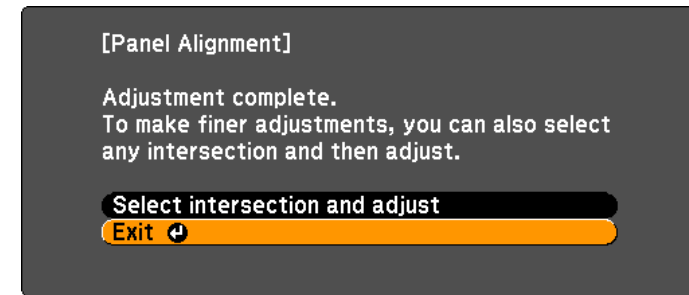 [Panel Alignment]
Adjustment complete.
To make finer adjustments, you can also select
any intersection and then adjust.
Select intersection and adjust
Exit